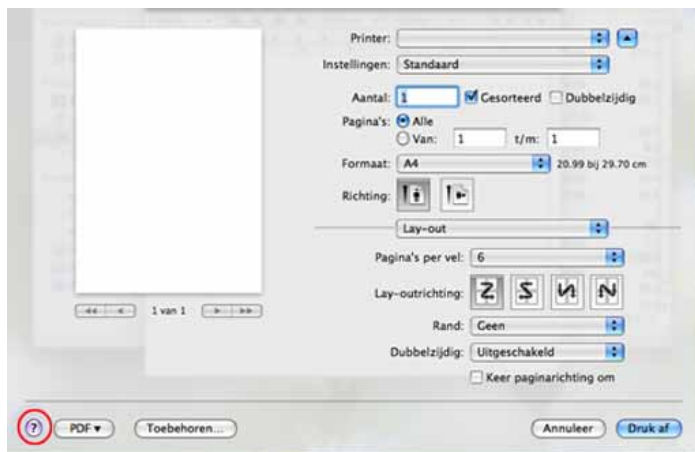 Printer:
Instellingen: Standaard
Aantal: 1 Gesorteerd Dubbelzijdig
Pagina's: Alle
Van: 1 t/m: 1
Formaat: A4 20.99 bij 29.70 cm
Richting:
Lay-out
Pagina's per vel: 6
Lay-outrichting:
1 van 1
Rand: Geen
Dubbelzijdig: Uitgeschakeld
Keer paginarichting om
? PDF▼ Toebehoren... Annuleer Druk af